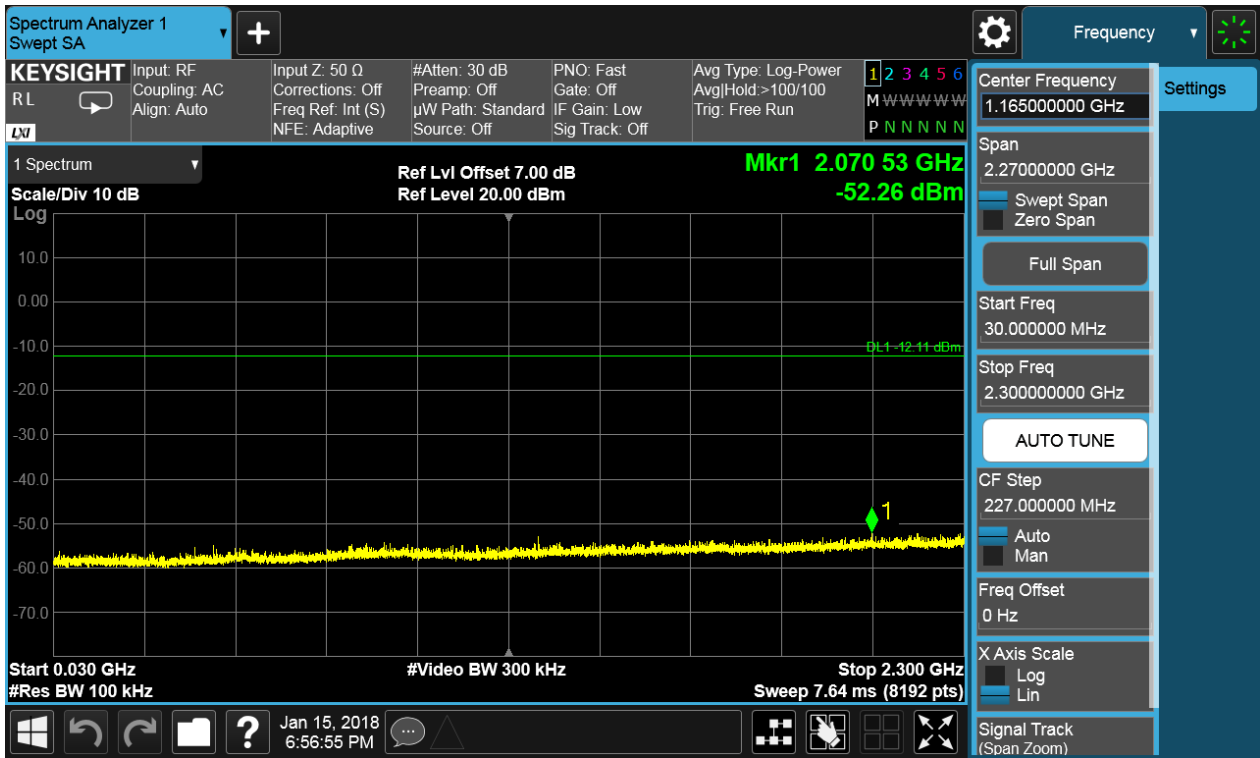 Spectrum Analyzer 1
Swept SA
+
Frequency
KEYSIGHT
R L
LXI
Input: RF
Coupling: AC
Align: Auto
Input Z: 50 Ω
Corrections: Off
Freq Ref: Int (S)
NFE: Adaptive
#Atten: 30 dB
Preamp: Off
µW Path: Standard
Source: Off
PNO: Fast
Gate: Off
IF Gain: Low
Sig Track: Off
Avg Type: Log-Power
Avg|Hold:>100/100
Trig: Free Run
1 2 3 4 5 6
M W W W W W
P N N N N N
1 Spectrum
Scale/Div 10 dB
Log
Ref Lvl Offset 7.00 dB
Ref Level 20.00 dBm
Mkr1 2.070 53 GHz
-52.26 dBm
10.0
0.00
-10.0
DL1 -12.11 dBm
-20.0
-30.0
-40.0
-50.0
1
-60.0
-70.0
Start 0.030 GHz
#Res BW 100 kHz
#Video BW 300 kHz
Stop 2.300 GHz
Sweep 7.64 ms (8192 pts)
Center Frequency
1.165000000 GHz
Settings
Span
2.27000000 GHz
Swept Span
Zero Span
Full Span
Start Freq
30.000000 MHz
Stop Freq
2.300000000 GHz
AUTO TUNE
CF Step
227.000000 MHz
Auto
Man
Freq Offset
0 Hz
X Axis Scale
Log
Lin
Signal Track
(Span Zoom)
?
Jan 15, 2018
6:56:55 PM